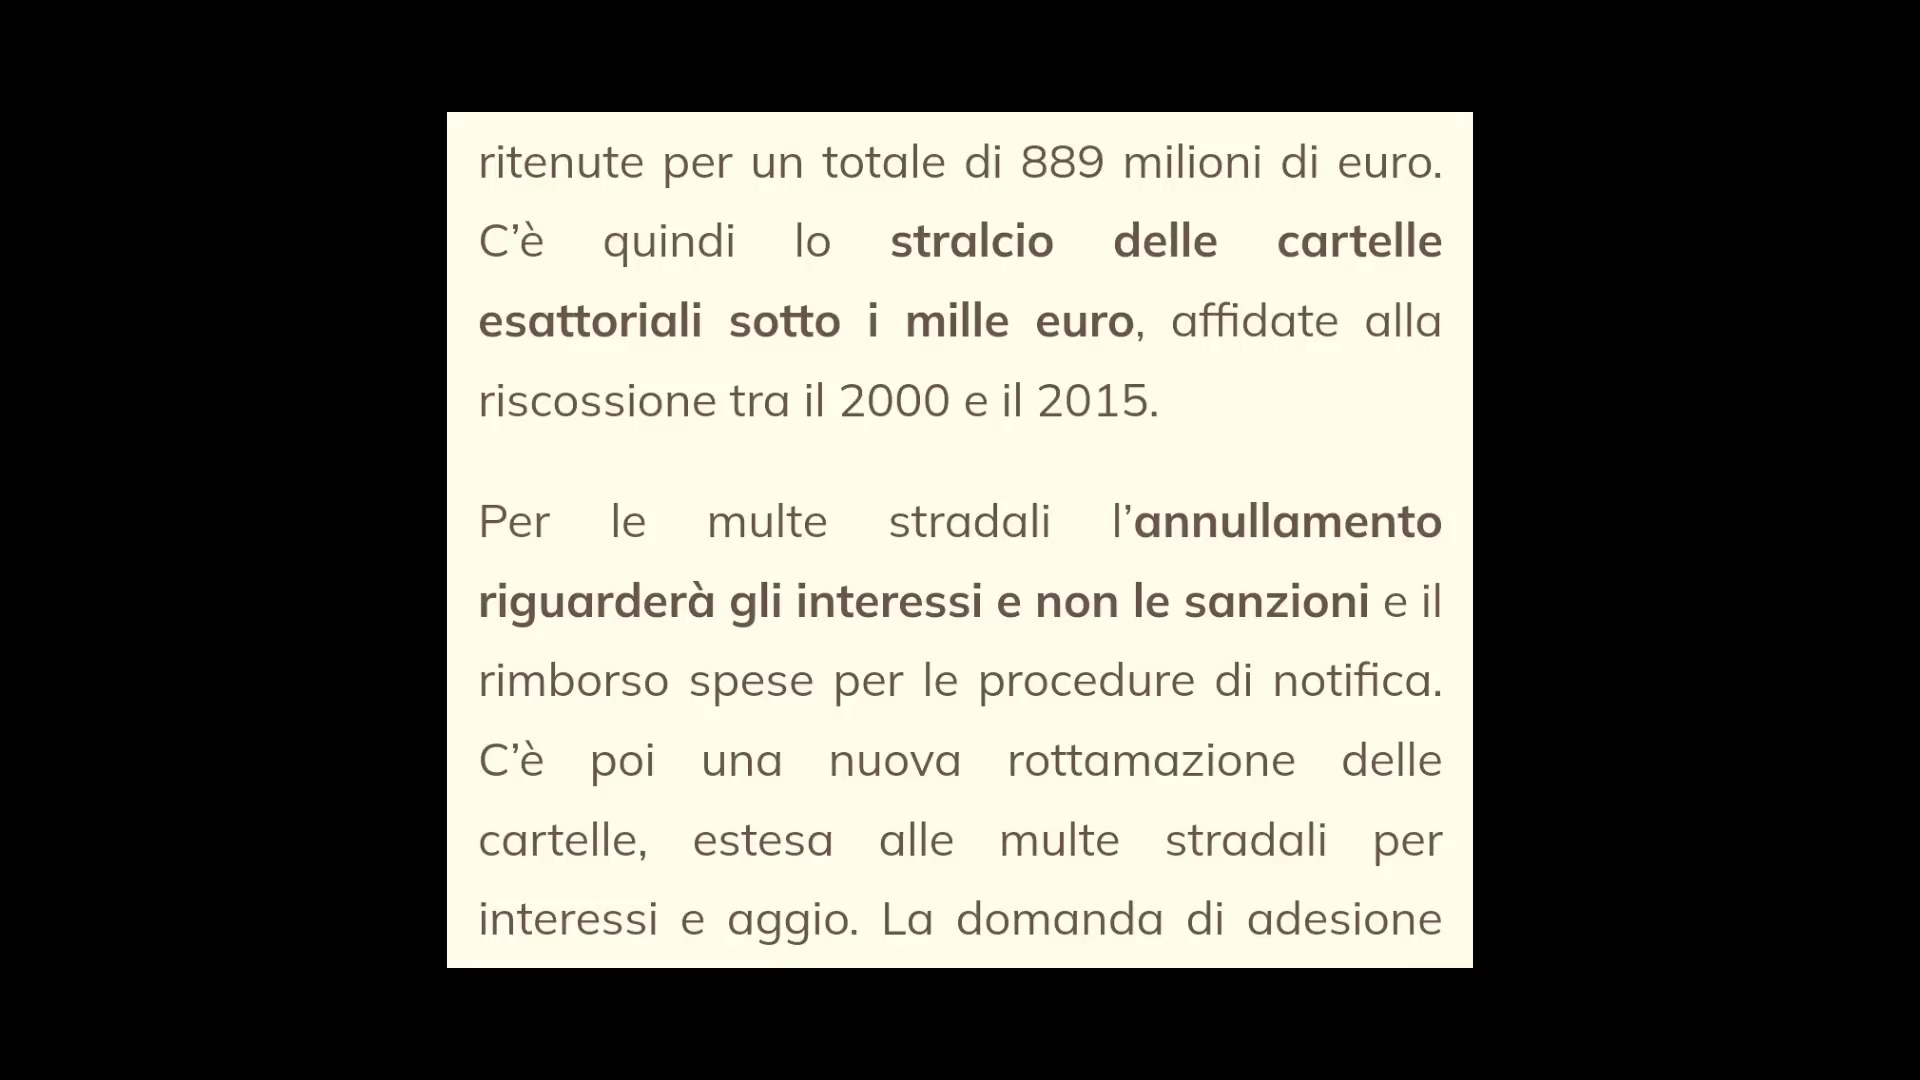 ritenute per un totale di 889 milioni di euro.
C’è quindi lo stralcio delle cartelle
esattoriali sotto i mille euro, affidate alla
riscossione tra il 2000 e il 2015.
Per le multe stradali l’annullamento
riguarderà gli interessi e non le sanzioni e il
rimborso spese per le procedure di notifica.
C’è poi una nuova rottamazione delle
cartelle, estesa alle multe stradali per
interessi e aggio. La domanda di adesione